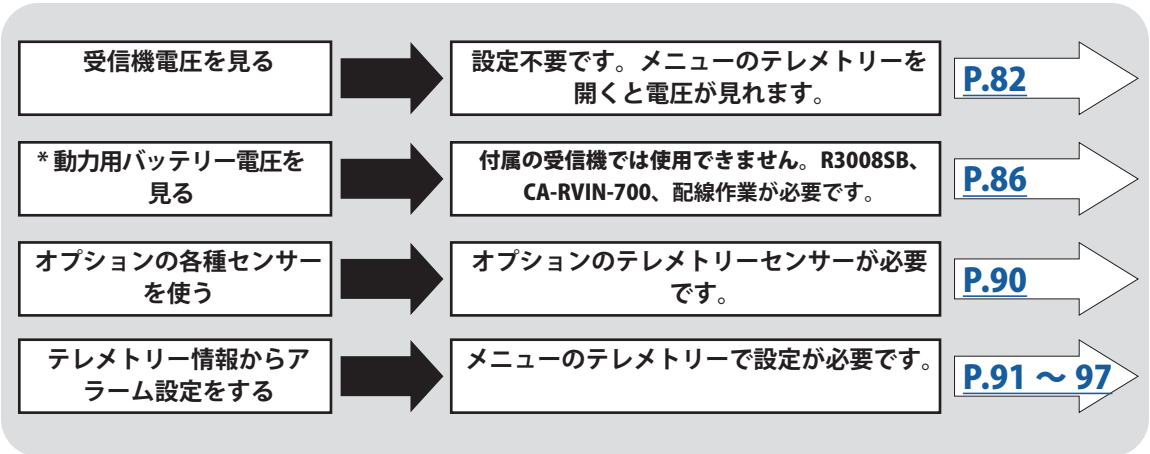 受信機電圧を見る
設定不要です。メニューのテレメトリーを
開くと電圧が見れます。
P.82
* 動力用バッテリー電圧を
見る
付属の受信機では使用できません。R3008SB、
CA-RVIN-700、配線作業が必要です。
P.86
オプションの各種センサー
を使う
オプションのテレメトリーセンサーが必要
です。
P.90
テレメトリー情報からア
ラーム設定をする
メニューのテレメトリーで設定が必要です。
P.91 ～ 97